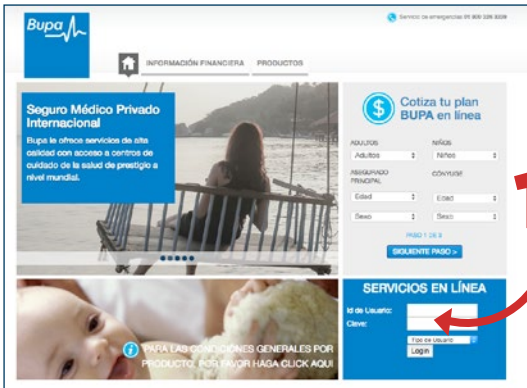 Bupa
Servicio de emergencias 01 800 226 3339
INFORMACIÓN FINANCIERA
PRODUCTOS
Seguro Médico Privado
Internacional
Bupa le ofrece servicios de alta
calidad con acceso a centros de
cuidado de la salud de prestigio a
nivel mundial.
$
Cotiza tu plan
BUPA en línea
ADULTOS
NIÑOS
Adultos
Niños
ASEGURADO
PRINCIPAL
CÓNYUGE
Edad
Edad
Sexo
Sexo
PASO 1 DE 3
SIGUIENTE PASO >
1
i
PARA LAS CONDICIONES GENERALES POR
PRODUCTO, POR FAVOR HAGA CLICK AQUI
SERVICIOS EN LÍNEA
Id de Usuario:
Clave:
Tipo de Usuario
Login